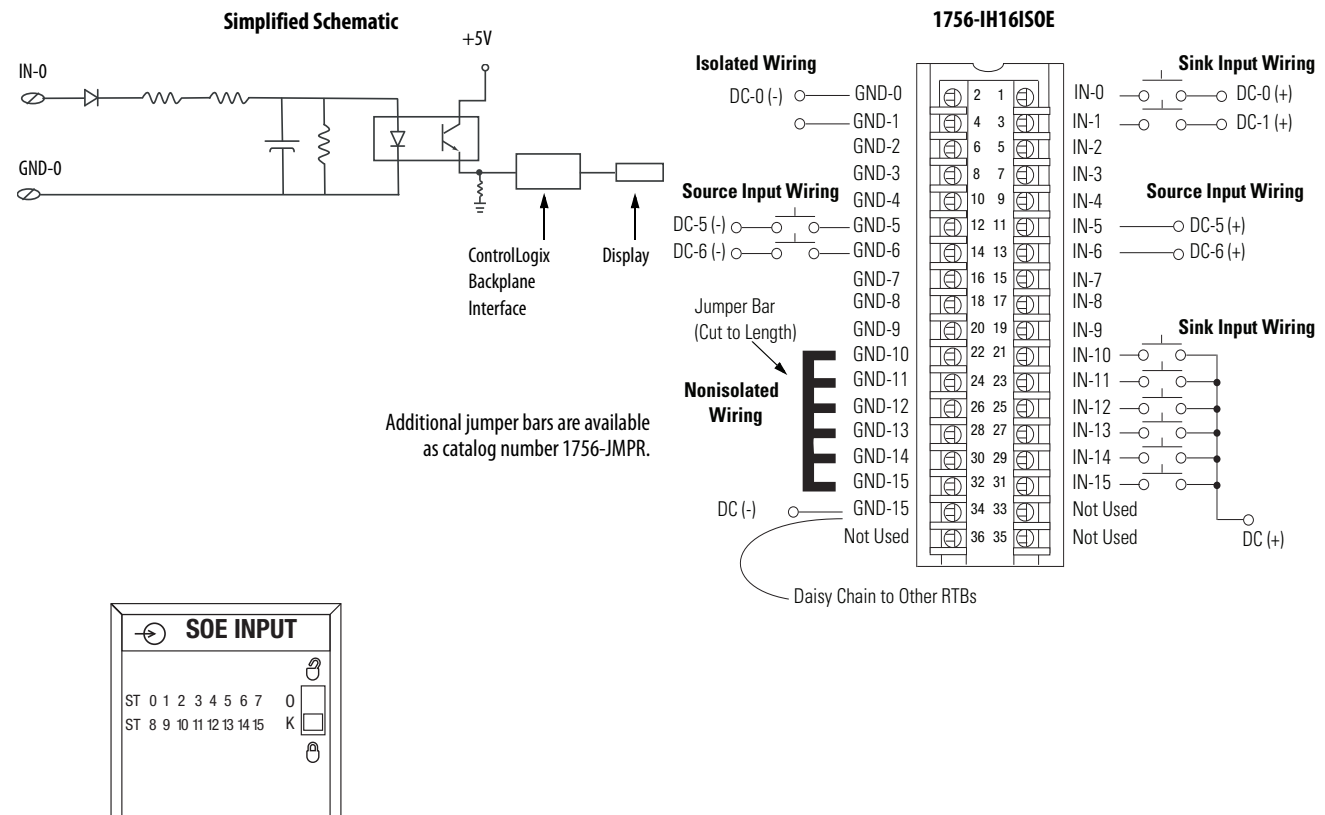 Simplified Schematic
+5V
IN-0
GND-0
ControlLogix
Backplane
Interface
Display
Additional jumper bars are available
as catalog number 1756-JMPR.
1756-IH16ISOE
Isolated Wiring
Sink Input Wiring
DC-0 (-) GND-0 2 1 IN-0 DC-0 (+)
GND-1 4 3 IN-1 DC-1 (+)
GND-2 6 5 IN-2
GND-3 8 7 IN-3
Source Input Wiring
Source Input Wiring
GND-4 10 9 IN-4
DC-5 (-) GND-5 12 11 IN-5 DC-5 (+)
DC-6 (-) GND-6 14 13 IN-6 DC-6 (+)
GND-7 16 15 IN-7
GND-8 18 17 IN-8
Jumper Bar
(Cut to Length)
GND-9 20 19 IN-9
Sink Input Wiring
GND-10 22 21 IN-10
GND-11 24 23 IN-11
Nonisolated
Wiring
GND-12 26 25 IN-12
GND-13 28 27 IN-13
GND-14 30 29 IN-14
GND-15 32 31 IN-15
DC (-) GND-15 34 33 Not Used
Not Used 36 35 Not Used
DC (+)
Daisy Chain to Other RTBs
SOE INPUT
ST 0 1 2 3 4 5 6 7 O
ST 8 9 10 11 12 13 14 15 K